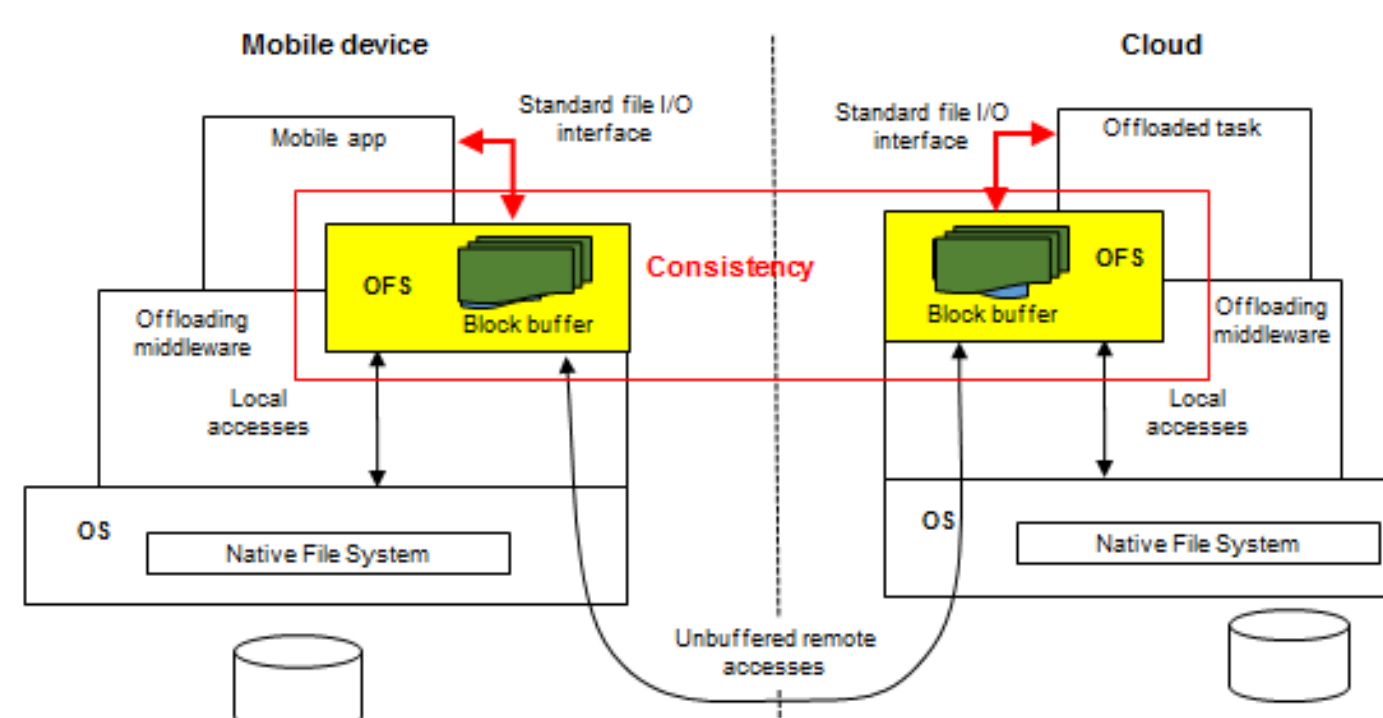 Mobile device
Cloud
Standard file I/O
interface
Standard file I/O
interface
Mobile app
Offloaded task
OFS
Block buffer
Consistency
OFS
Block buffer
Offloading
middleware
Offloading
middleware
Local
accesses
Local
accesses
OS
Native File System
OS
Native File System
Unbuffered remote
accesses